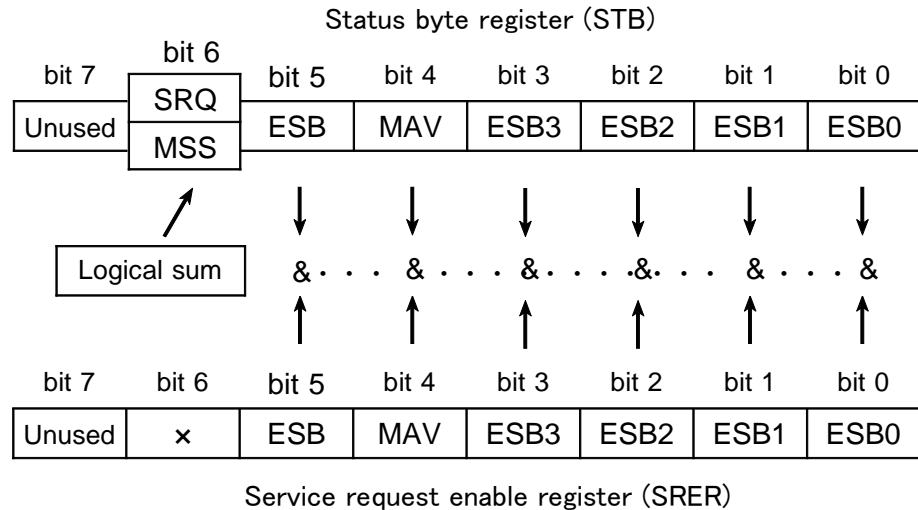 Status byte register (STB)
bit 7 bit 6 bit 5 bit 4 bit 3 bit 2 bit 1 bit 0
Unused SRQ MSS ESB MAV ESB3 ESB2 ESB1 ESB0
Logical sum
& . . . . & . . . . & . . . . & . . . . & . . . . &
bit 7 bit 6 bit 5 bit 4 bit 3 bit 2 bit 1 bit 0
Unused × ESB MAV ESB3 ESB2 ESB1 ESB0
Service request enable register (SRER)